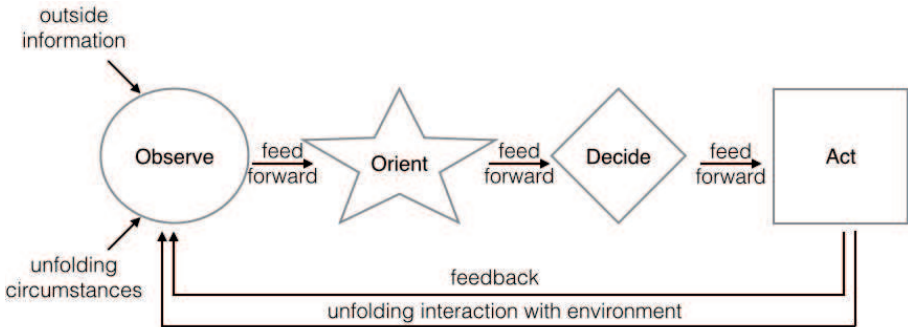 outside
information
Observe
feed
forward
Orient
feed
forward
Decide
feed
forward
Act
unfolding
circumstances
feedback
unfolding interaction with environment